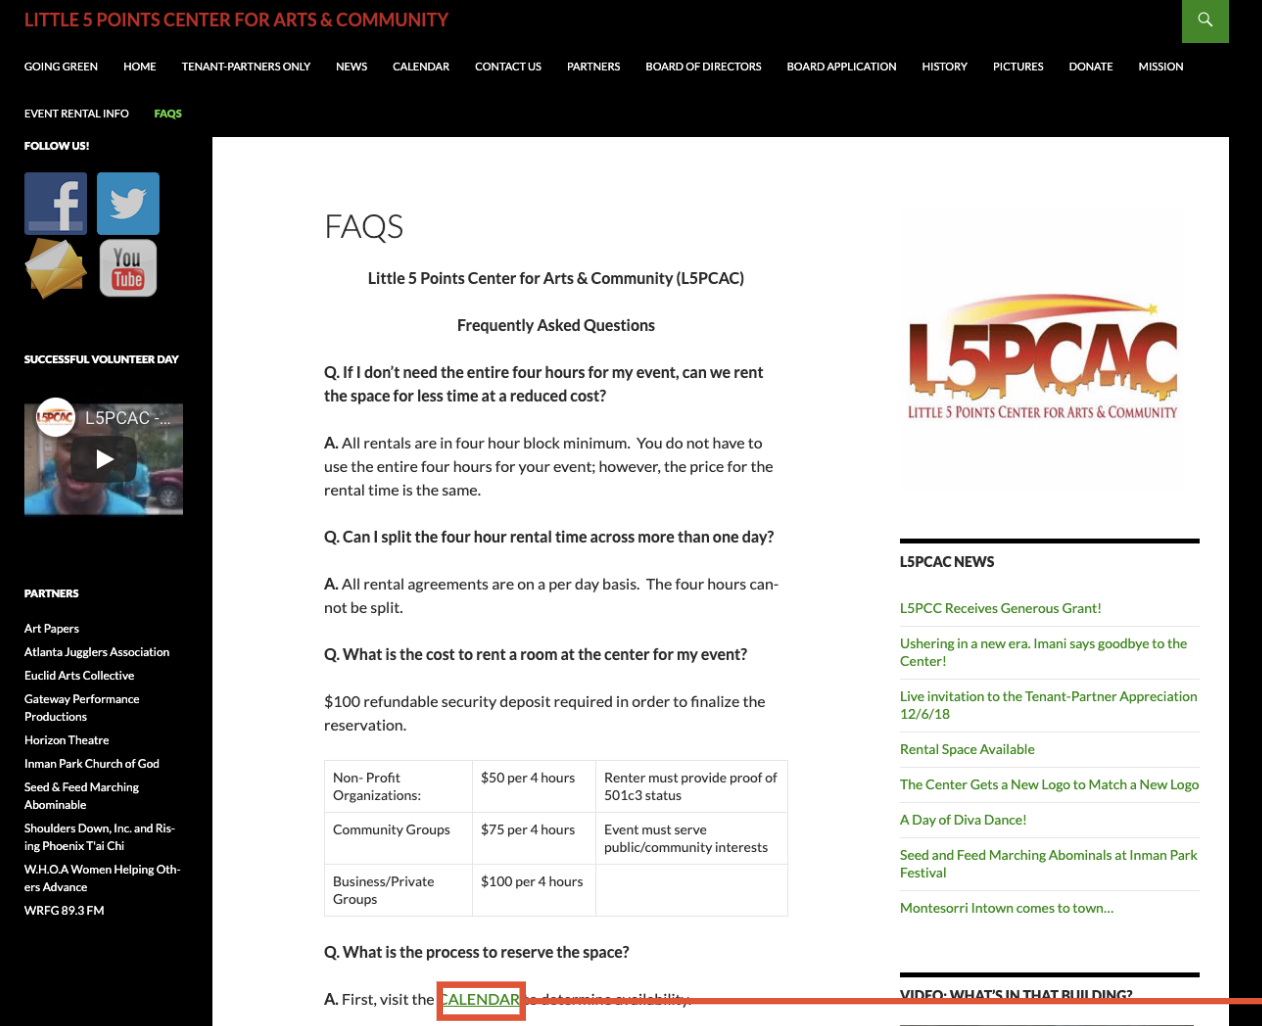 LITTLE 5 POINTS CENTER FOR ARTS & COMMUNITY
GOING GREEN HOME TENANT-PARTNERS ONLY NEWS CALENDAR CONTACT US PARTNERS BOARD OF DIRECTORS BOARD APPLICATION HISTORY PICTURES DONATE MISSION
EVENT RENTAL INFO FAQS
FOLLOW US!
You
Tube
SUCCESSFUL VOLUNTEER DAY
L5PCAC
L5PCAC -...
PARTNERS
Art Papers
Atlanta Jugglers Association
Euclid Arts Collective
Gateway Performance
Productions
Horizon Theatre
Inman Park Church of God
Seed & Feed Marching
Abominable
Shoulders Down, Inc. and Ris-
ing Phoenix T'ai Chi
W.H.O.A Women Helping Oth-
ers Advance
WRFG 89.3 FM
FAQS
Little 5 Points Center for Arts & Community (L5PCAC)
Frequently Asked Questions
Q. If I don’t need the entire four hours for my event, can we rent
the space for less time at a reduced cost?
A. All rentals are in four hour block minimum. You do not have to
use the entire four hours for your event; however, the price for the
rental time is the same.
Q. Can I split the four hour rental time across more than one day?
A. All rental agreements are on a per day basis. The four hours can-
not be split.
Q. What is the cost to rent a room at the center for my event?
$100 refundable security deposit required in order to finalize the
reservation.
Non- Profit
Organizations:
$50 per 4 hours
Renter must provide proof of
501c3 status
Community Groups
$75 per 4 hours
Event must serve
public/community interests
Business/Private
Groups
$100 per 4 hours
Q. What is the process to reserve the space?
A. First, visit the CALENDAR to determine availability.
L5PCAC
LITTLE 5 POINTS CENTER FOR ARTS & COMMUNITY
L5PCAC NEWS
L5PCC Receives Generous Grant!
Ushering in a new era. Imani says goodbye to the
Center!
Live invitation to the Tenant-Partner Appreciation
12/6/18
Rental Space Available
The Center Gets a New Logo to Match a New Logo
A Day of Diva Dance!
Seed and Feed Marching Abominals at Inman Park
Festival
Montesorri Intown comes to town…
VIDEO: WHAT’S IN THAT BUILDING?